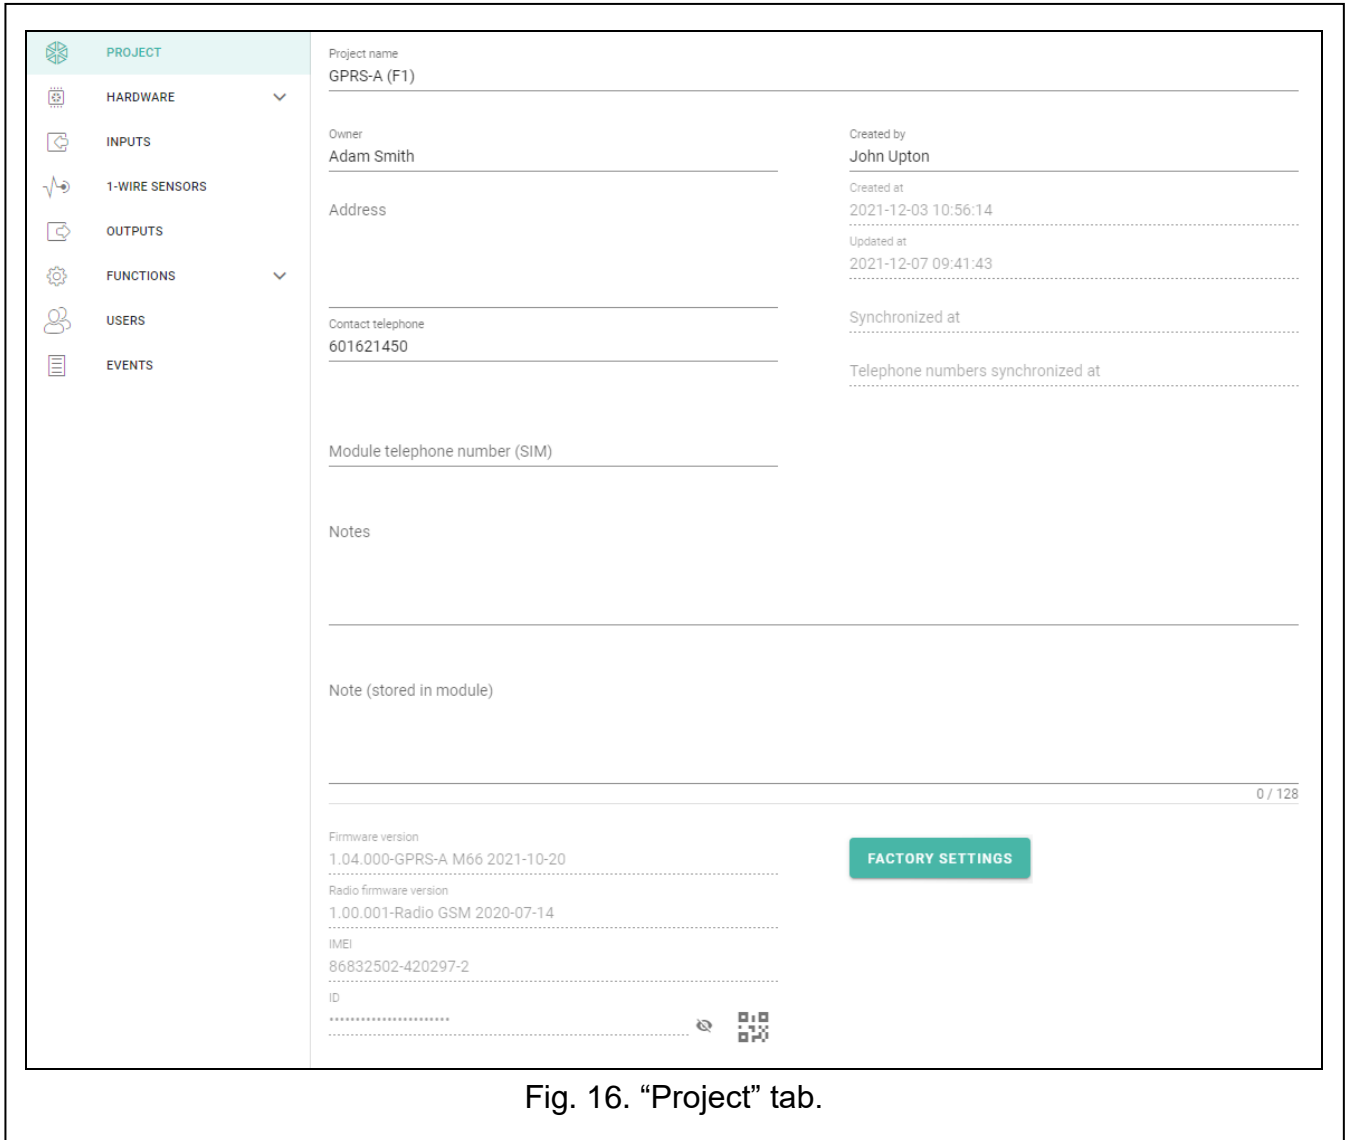 PROJECT
HARDWARE
INPUTS
1-WIRE SENSORS
OUTPUTS
FUNCTIONS
USERS
EVENTS
Project name
GPRS-A (F1)
Owner
Adam Smith
Address
Contact telephone
601621450
Module telephone number (SIM)
Created by
John Upton
Created at
2021-12-03 10:56:14
Updated at
2021-12-07 09:41:43
Synchronized at
Telephone numbers synchronized at
Notes
Note (stored in module)
0 / 128
Firmware version
1.04.000-GPRS-A M66 2021-10-20
Radio firmware version
1.00.001-Radio GSM 2020-07-14
IMEI
86832502-420297-2
ID
•••••••••••••••••••••••
FACTORY SETTINGS
Fig. 16. “Project” tab.